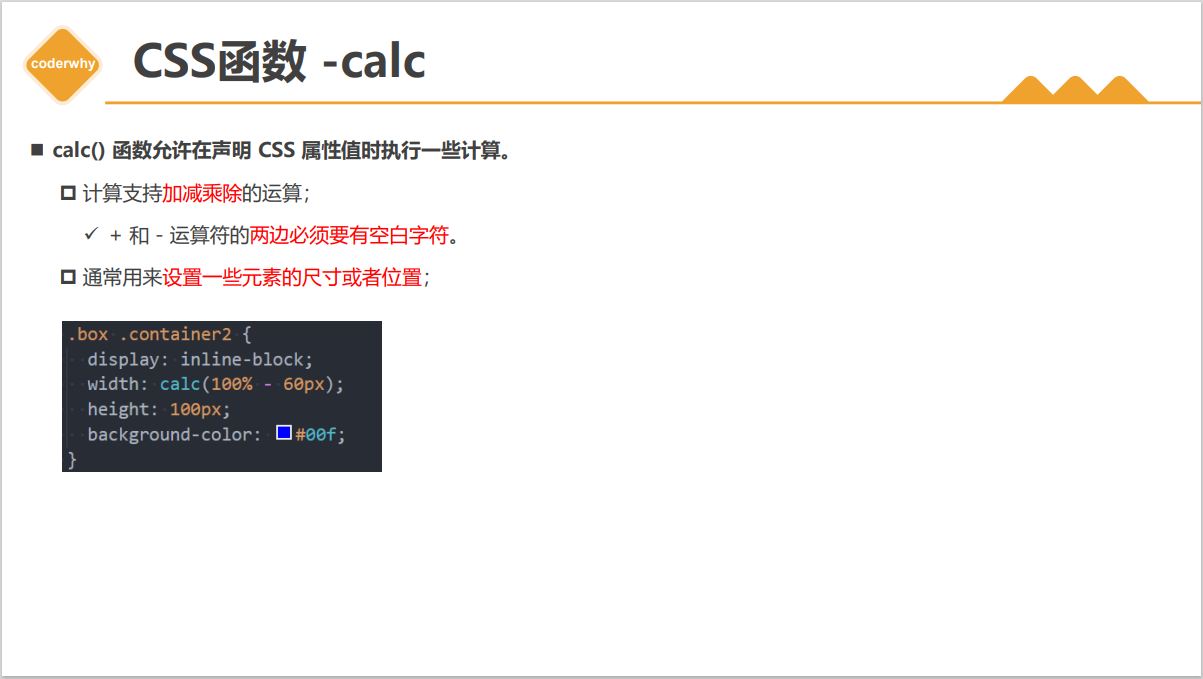 coderwhy
CSS函数 -calc
calc() 函数允许在声明 CSS 属性值时执行一些计算。
计算支持加减乘除的运算；
+ 和 - 运算符的两边必须要有空白字符。
通常用来设置一些元素的尺寸或者位置；
.box .container2 {
display: inline-block;
width: calc(100% - 60px);
height: 100px;
background-color: #00f;
}